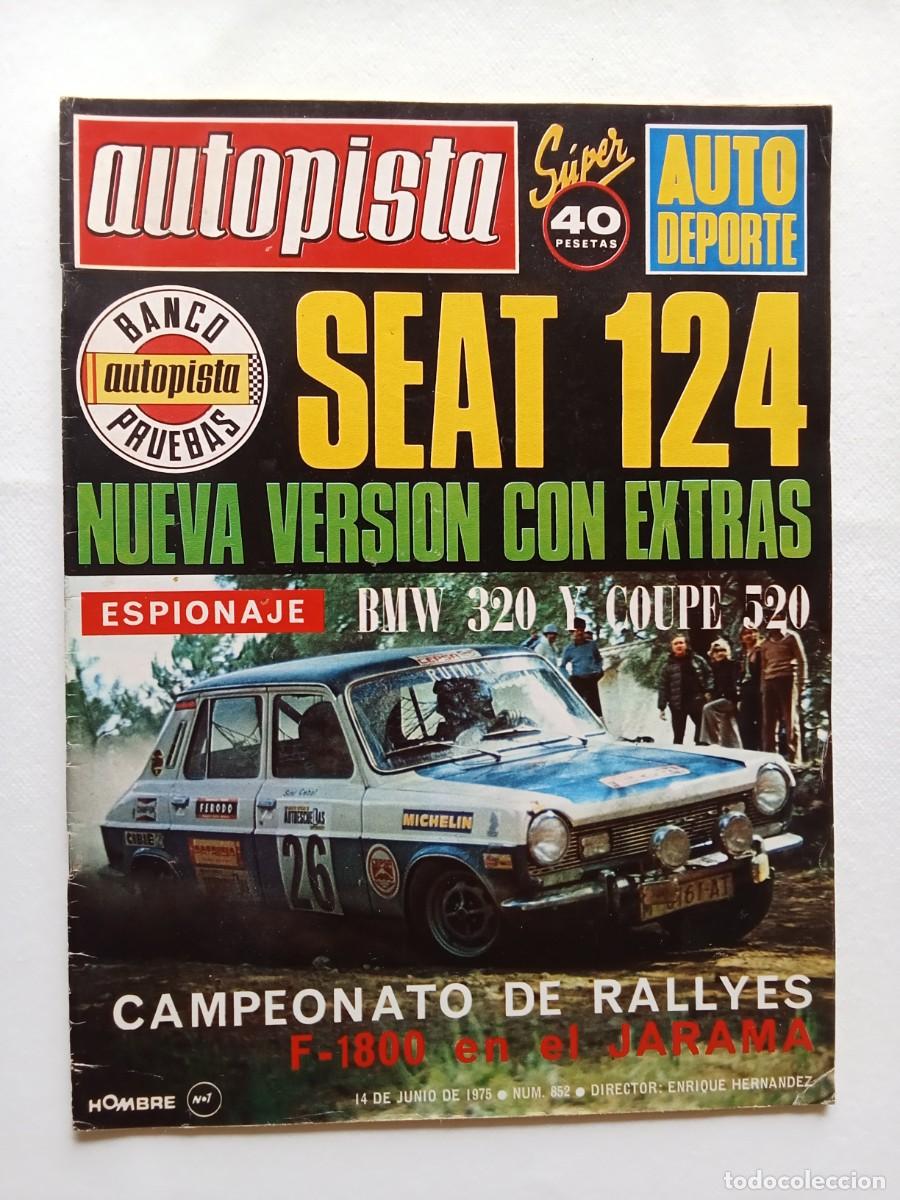 autopista
Súper
40
PESETAS
AUTO
DEPORTE
BANCO
autopista
PRUEBAS
SEAT 124
NUEVA VERSION CON EXTRAS
ESPIONAJE
BMW 320 Y COUPE 520
FERODO
CIBIE
MICHELIN
26
CAMPEONATO DE RALLYES
F-1800 en el JARAMA
HOMBRE Nº1
14 DE JUNIO DE 1975 ● NUM. 852 ● DIRECTOR: ENRIQUE HERNANDEZ
todocoleccion